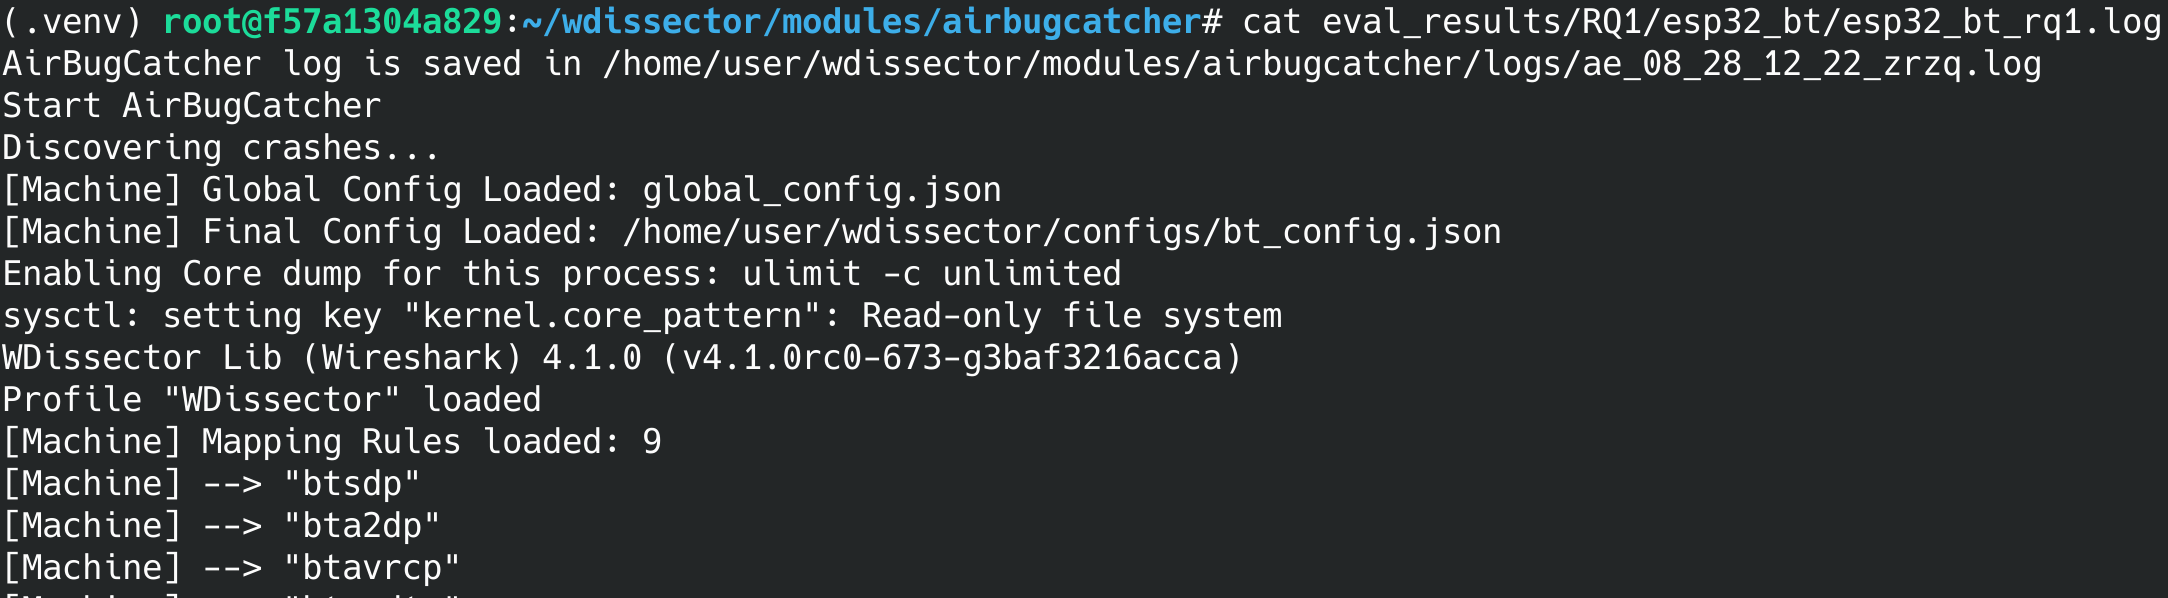 (.venv) root@f57a1304a829:~/wdissector/modules/airbugcatcher# cat eval_results/RQ1/esp32_bt/esp32_bt_rq1.log
AirBugCatcher log is saved in /home/user/wdissector/modules/airbugcatcher/logs/ae_08_28_12_22_zrzq.log
Start AirBugCatcher
Discovering crashes...
[Machine] Global Config Loaded: global_config.json
[Machine] Final Config Loaded: /home/user/wdissector/configs/bt_config.json
Enabling Core dump for this process: ulimit -c unlimited
sysctl: setting key "kernel.core_pattern": Read-only file system
WDissector Lib (Wireshark) 4.1.0 (v4.1.0rc0-673-g3baf3216acca)
Profile "WDissector" loaded
[Machine] Mapping Rules loaded: 9
[Machine] --> "btsdp"
[Machine] --> "bta2dp"
[Machine] --> "btavrcp"